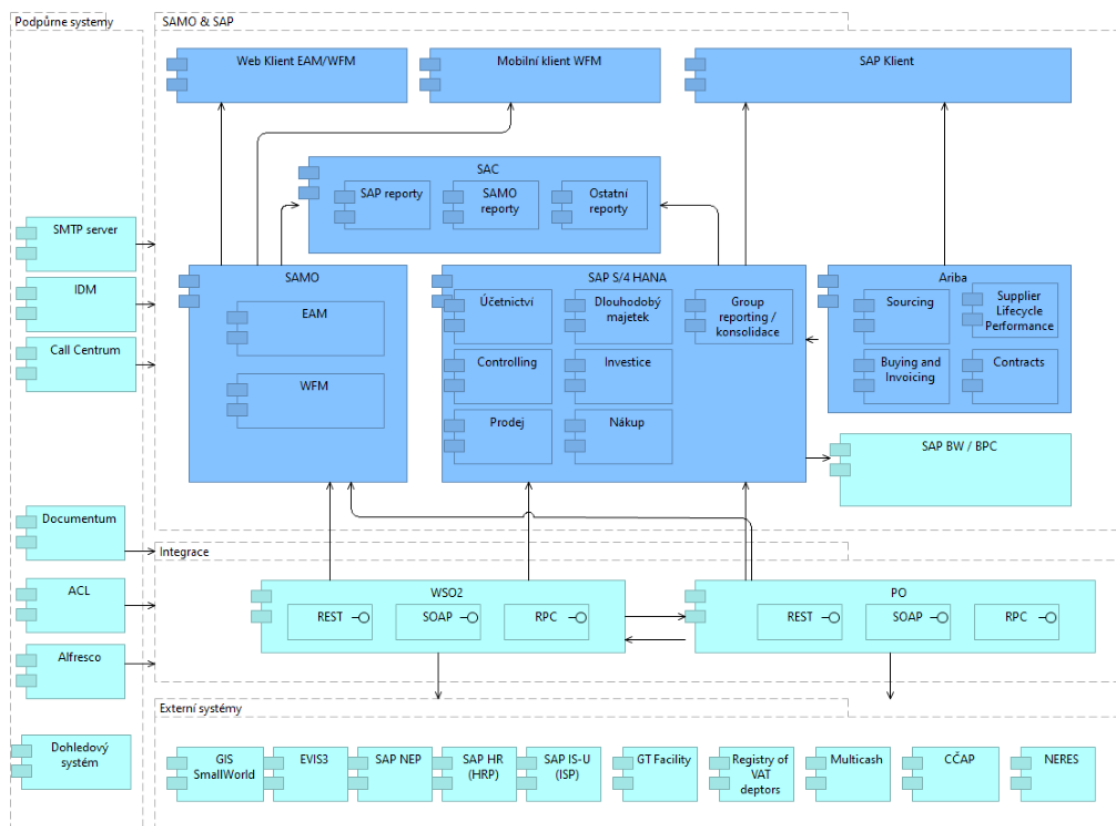 Podpůrne systemy
SMTP server
IDM
Call Centrum
Documentum
ACL
Alfresco
Dohledový
systém
SAMO & SAP
Web Klient EAM/WFM
Mobilní klient WFM
SAP Klient
SAC
SAP reporty
SAMO
reporty
Ostatní
reporty
SAMO
EAM
WFM
SAP S/4 HANA
Účetnictví
Dlouhodobý
majetek
Group
reporting /
konsolidace
Controlling
Investice
Prodej
Nákup
Ariba
Sourcing
Supplier
Lifecycle
Performance
Buying and
Invoicing
Contracts
SAP BW / BPC
Integrace
WSO2
REST
SOAP
RPC
PO
REST
SOAP
RPC
Externí systémy
GIS
SmallWorld
EVIS3
SAP NEP
SAP HR
(HRP)
SAP IS-U
(ISP)
GT Facility
Registry of
VAT
deptors
Multicash
CČAP
NERES